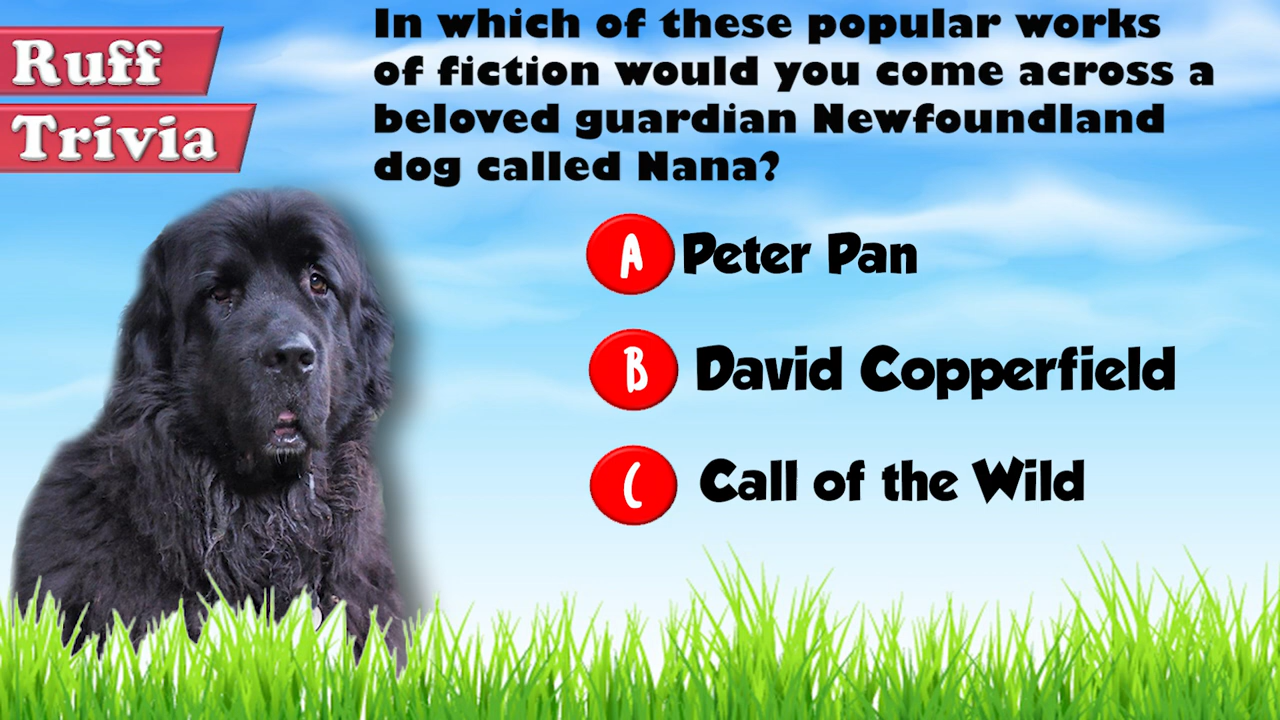 Ruff
Trivia
In which of these popular works
of fiction would you come across a
beloved guardian Newfoundland
dog called Nana?
A Peter Pan
B David Copperfield
C Call of the Wild